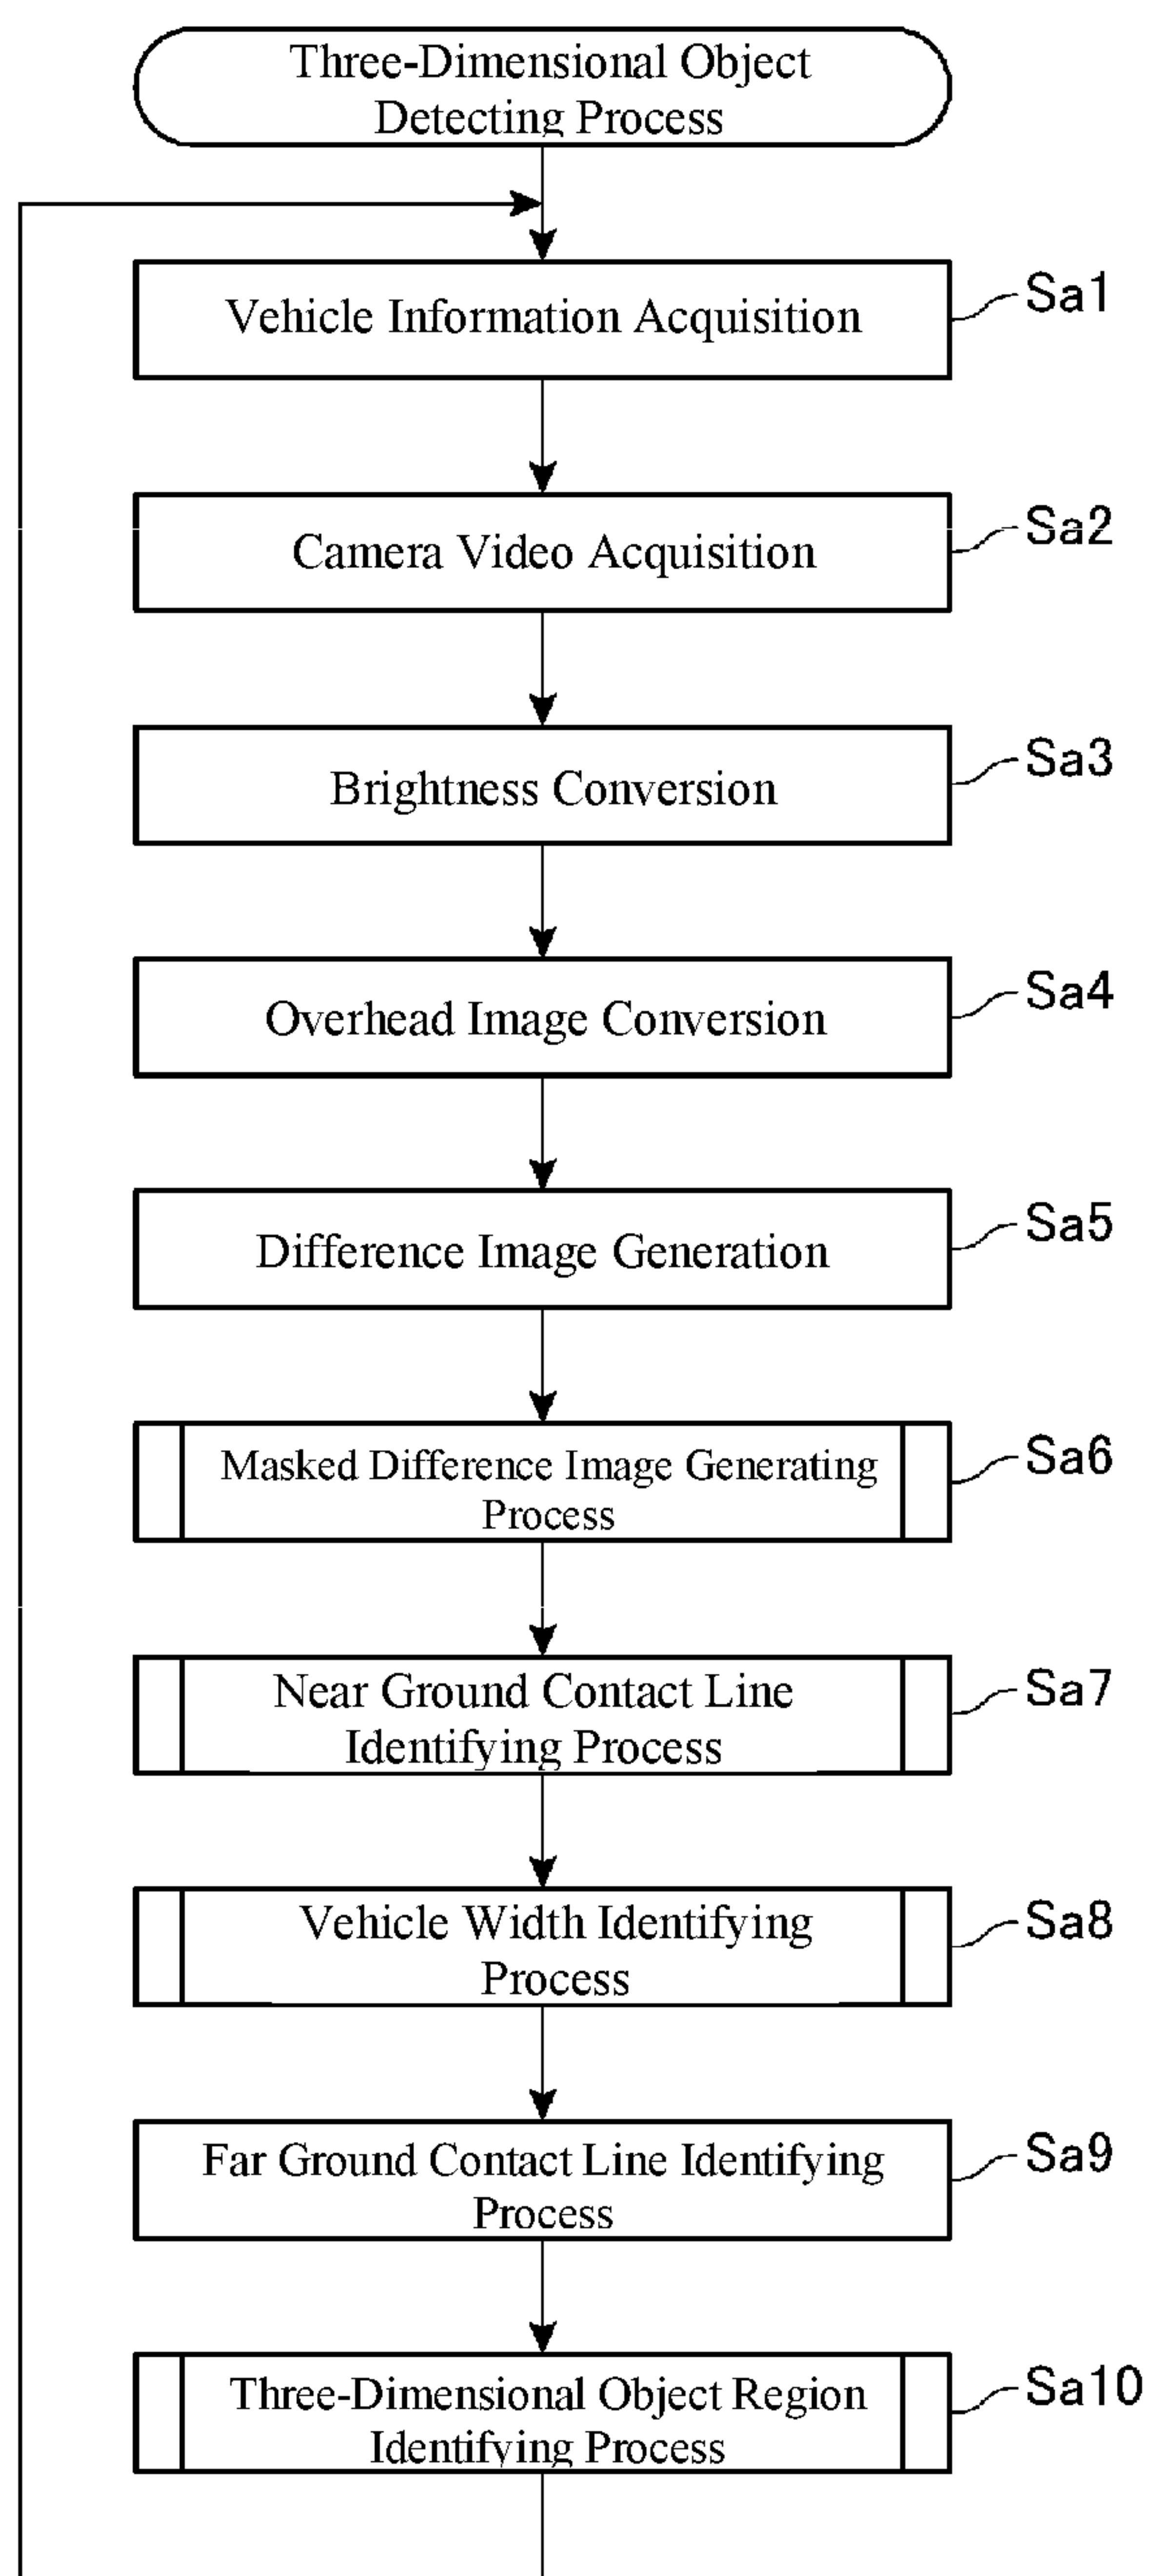 Three-Dimensional Object
Detecting Process
Vehicle Information Acquisition
Sa1
Camera Video Acquisition
Sa2
Brightness Conversion
Sa3
Overhead Image Conversion
Sa4
Difference Image Generation
Sa5
Masked Difference Image Generating
Process
Sa6
Near Ground Contact Line
Identifying Process
Sa7
Vehicle Width Identifying
Process
Sa8
Far Ground Contact Line Identifying
Process
Sa9
Three-Dimensional Object Region
Identifying Process
Sa10